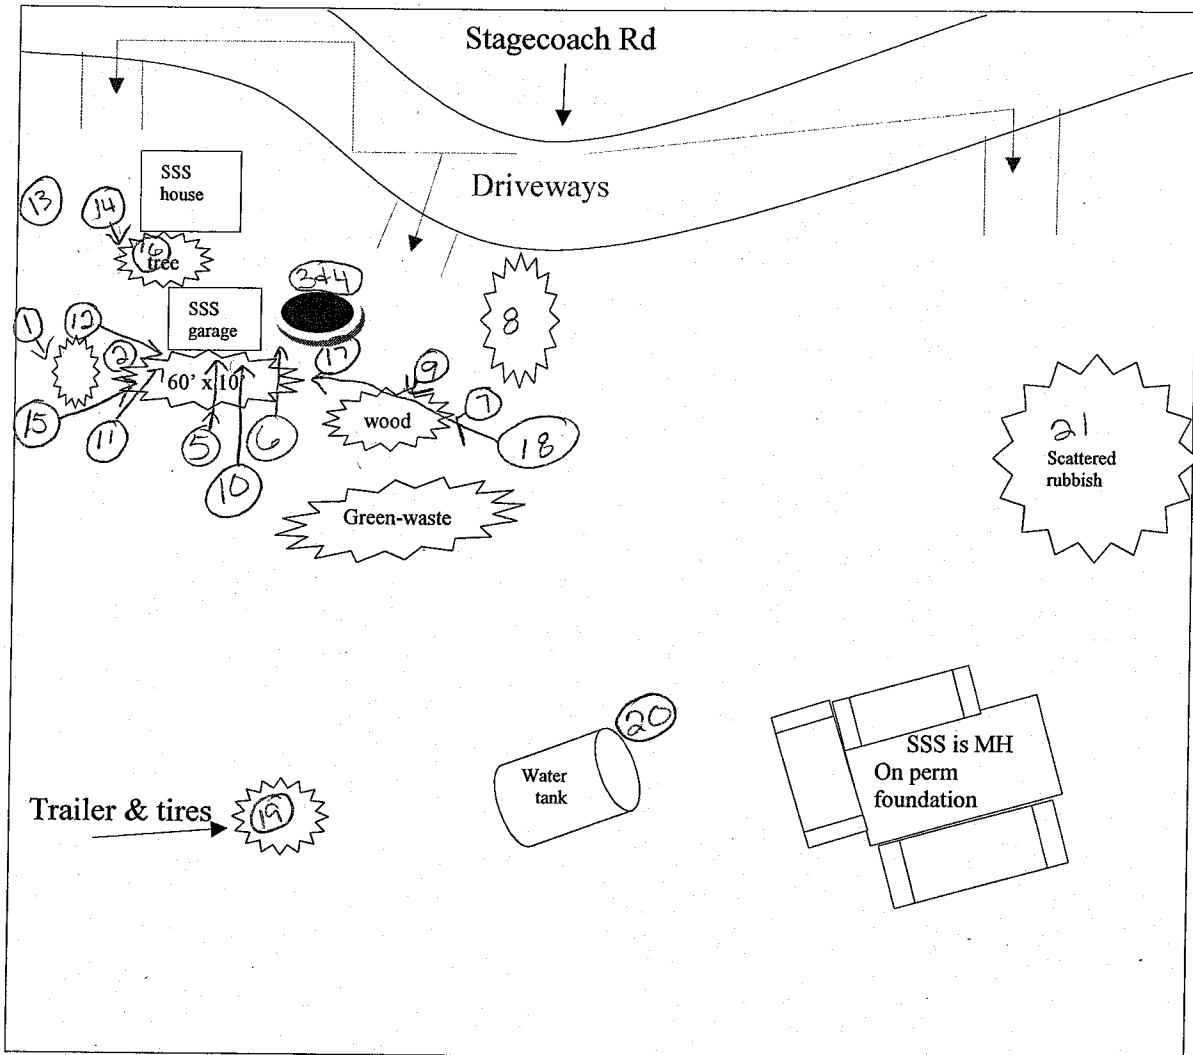 Stagecoach Rd
Driveways
SSS
house
13
14
16
tree
3&4
8
SSS
garage
1
12
2
17
9
60' x 10'
7
wood
15
11
5
6
18
10
21
Scattered
rubbish
Green-waste
20
SSS is MH
On perm
foundation
Water
tank
Trailer & tires
19